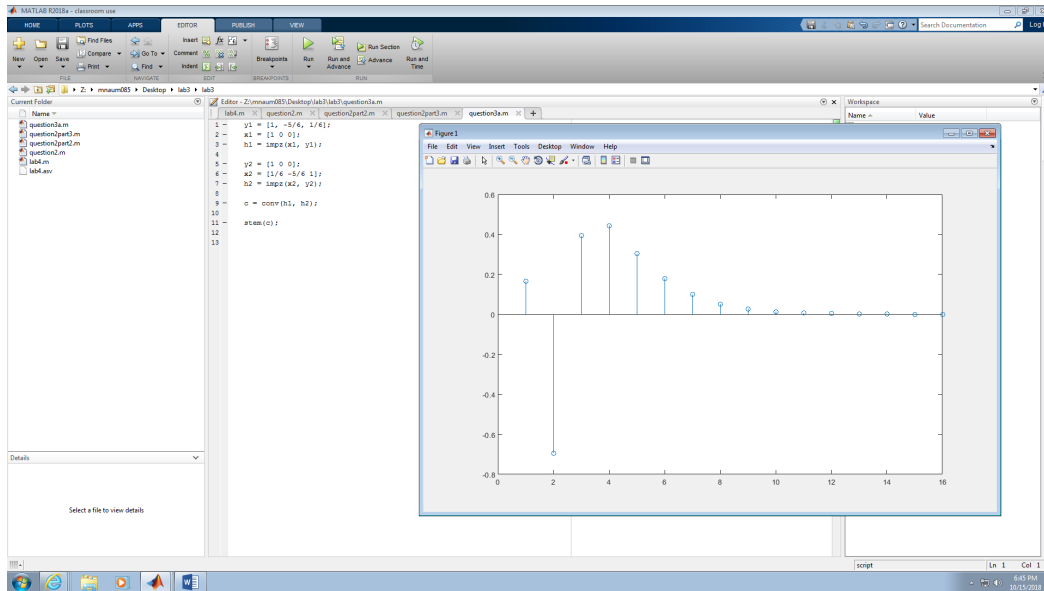 MATLAB R2018a - classroom use
HOME PLOTS APPS EDITOR PUBLISH VIEW
Search Documentation
Log
New Open Save Find Files Compare Print
Go To Find
Insert Comment Indent
Breakpoints
Run
Run and Advance
Run Section
Advance
Run and Time
FILE NAVIGATE EDIT BREAKPOINTS RUN
Z: mnaum085 Desktop lab3 lab3
Current Folder
Name
question3a.m
question2part3.m
question2part2.m
question2.m
lab4.m
lab4.asv
Details
Select a file to view details
Editor - Z:\mnaum085\Desktop\lab3\lab3\question3a.m
lab4.m question2.m question2part2.m question2part3.m question3a.m +
1 - y1 = [1, -5/6, 1/6];
2 - x1 = [1 0 0];
3 - h1 = impz(x1, y1);
4
5 - y2 = [1 0 0];
6 - x2 = [1/6 -5/6 1];
7 - h2 = impz(x2, y2);
8
9 - c = conv(h1, h2);
10
11 - stem(c);
12
13
Workspace
Name Value
Figure 1
File Edit View Insert Tools Desktop Window Help
0.6
0.4
0.2
0
-0.2
-0.4
-0.6
-0.8
0 2 4 6 8 10 12 14 16
script
Ln 1 Col 1
6:45 PM
10/15/2018